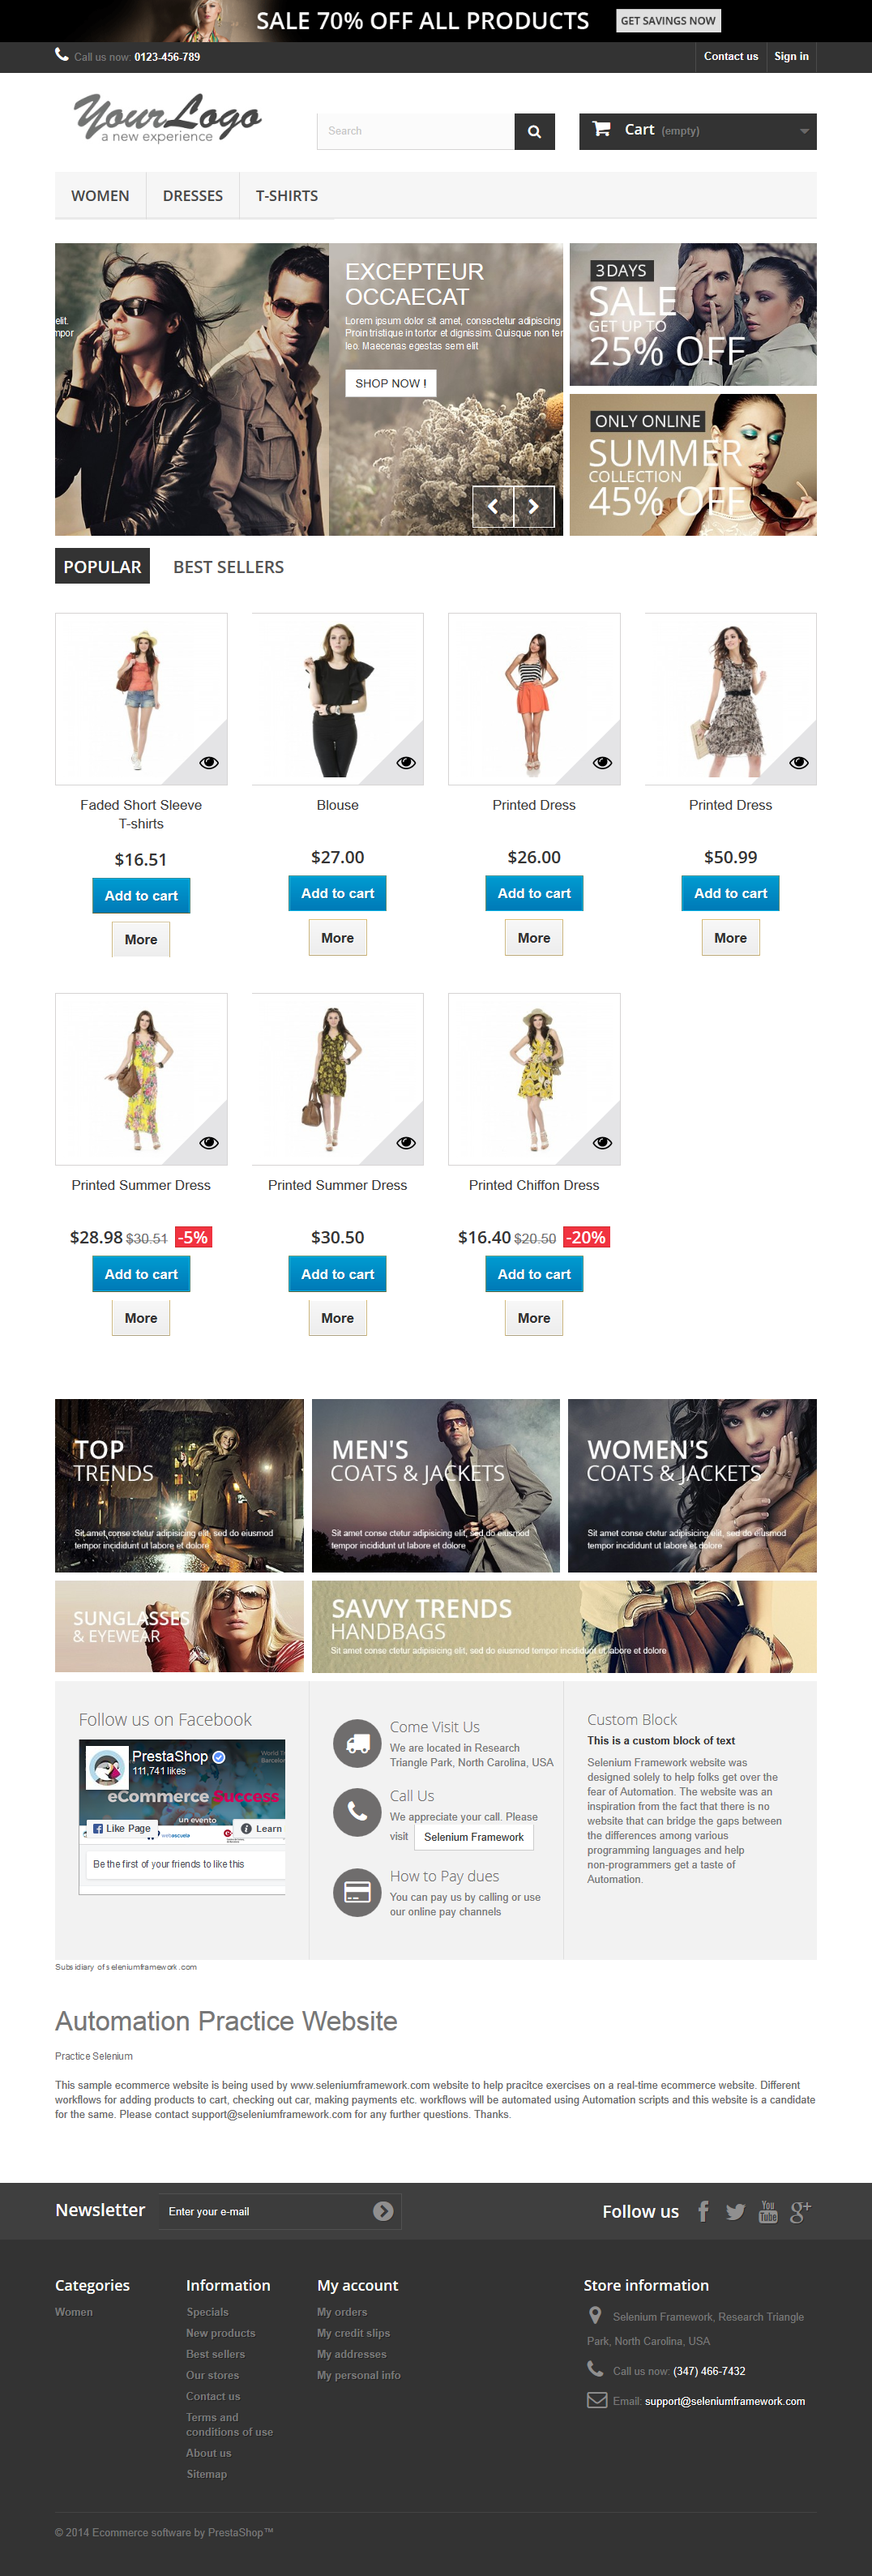 SALE 70% OFF ALL PRODUCTS GET SAVINGS NOW
Call us now: 0123-456-789 Contact us Sign in
YourLogo
a new experience
Search
Cart (empty)
WOMEN DRESSES T-SHIRTS
elit.
mpor
EXCEPTEUR
OCCAECAT
Lorem ipsum dolor sit amet, consectetur adipiscing
Proin tristique in tortor et dignissim. Quisque non
leo. Maecenas egestas sem elit
SHOP NOW !
3DAYS
SALE
GET UP TO
25% OFF
ONLY ONLINE
SUMMER
COLLECTION
45% OFF
POPULAR BEST SELLERS
Faded Short Sleeve
T-shirts
$16.51
Add to cart
More
Blouse
$27.00
Add to cart
More
Printed Dress
$26.00
Add to cart
More
Printed Dress
$50.99
Add to cart
More
Printed Summer Dress
$28.98 $30.51 -5%
Add to cart
More
Printed Summer Dress
$30.50
Add to cart
More
Printed Chiffon Dress
$16.40 $20.50 -20%
Add to cart
More
TOP
TRENDS
Sit amet conse ctetur adipisicing elit, sed do eiusmod
tempor incididunt ut labore et dolore
MEN'S
COATS & JACKETS
Sit amet conse ctetur adipisicing elit, sed do eiusmod
tempor incididunt ut labore et dolore
WOMEN'S
COATS & JACKETS
Sit amet conse ctetur adipisicing elit, sed do eiusmod
tempor incididunt ut labore et dolore
SUNGLASSES
& EYEWEAR
SAVVY TRENDS
HANDBAGS
Sit amet conse ctetur adipisicing elit, sed do eiusmod tempor incididunt ut labore et dolore
Follow us on Facebook
PrestaShop
111,741 likes
eCommerce Success
un evento
webescuela
Like Page
Learn
Be the first of your friends to like this
Come Visit Us
We are located in Research
Triangle Park, North Carolina, USA
Call Us
We appreciate your call. Please
visit Selenium Framework
How to Pay dues
You can pay us by calling or use
our online pay channels
Custom Block
This is a custom block of text
Selenium Framework website was
designed solely to help folks get over the
fear of Automation. The website was an
inspiration from the fact that there is no
website that can bridge the gaps between
the differences among various
programming languages and help
non-programmers get a taste of
Automation.
Subsidiary of seleniumframework.com
Automation Practice Website
Practice Selenium
This sample ecommerce website is being used by www.seleniumframework.com website to help pracitce exercises on a real-time ecommerce website. Different
workflows for adding products to cart, checking out car, making payments etc. workflows will be automated using Automation scripts and this website is a candidate
for the same. Please contact support@seleniumframework.com for any further questions. Thanks.
Newsletter
Enter your e-mail
Follow us
You
Tube
g+
Categories
Women
Information
Specials
New products
Best sellers
Our stores
Contact us
Terms and
conditions of use
About us
Sitemap
My account
My orders
My credit slips
My addresses
My personal info
Store information
Selenium Framework, Research Triangle
Park, North Carolina, USA
Call us now: (347) 466-7432
Email: support@seleniumframework.com
© 2014 Ecommerce software by PrestaShop™